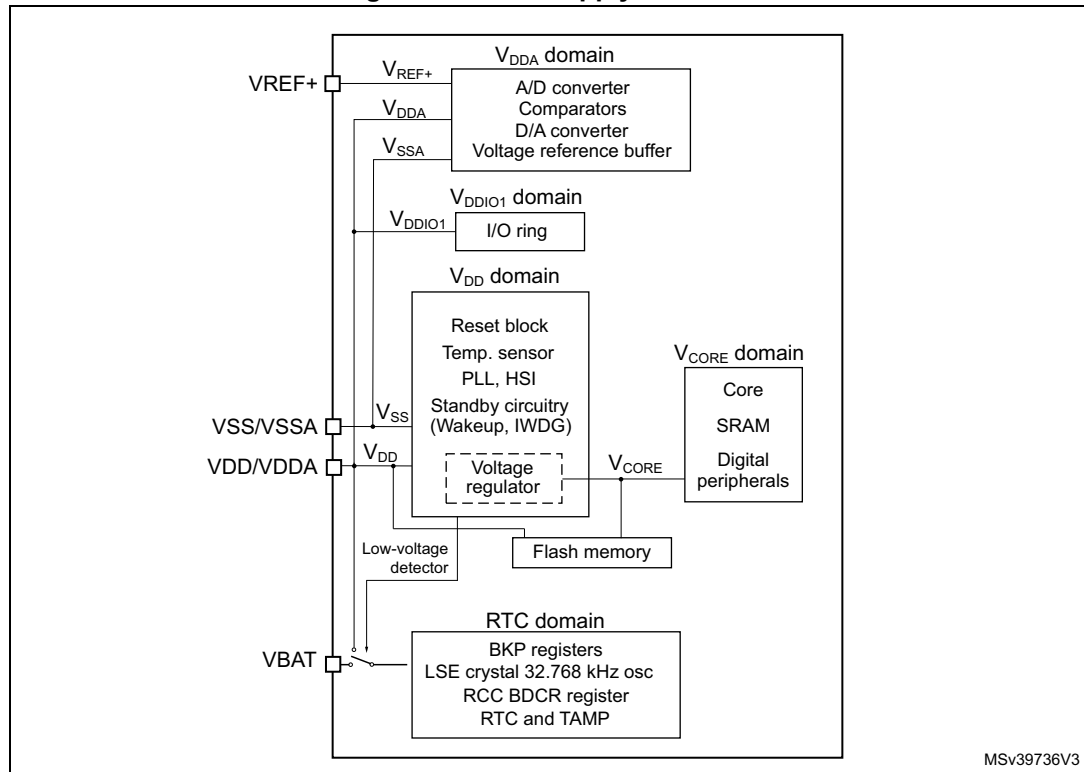 VREF+
VREF+
VDDA domain
A/D converter
Comparators
D/A converter
Voltage reference buffer
VDDA
VSSA
VDDIO1 domain
VDDIO1
I/O ring
VDD domain
Reset block
Temp. sensor
PLL, HSI
Standby circuitry
(Wakeup, IWDG)
Voltage
regulator
VSS/VSSA
VSS
VDD/VDDA
VDD
VCORE domain
Core
SRAM
Digital
peripherals
VCORE
Flash memory
Low-voltage
detector
RTC domain
VBAT
BKP registers
LSE crystal 32.768 kHz osc
RCC BDCR register
RTC and TAMP
MSv39736V3